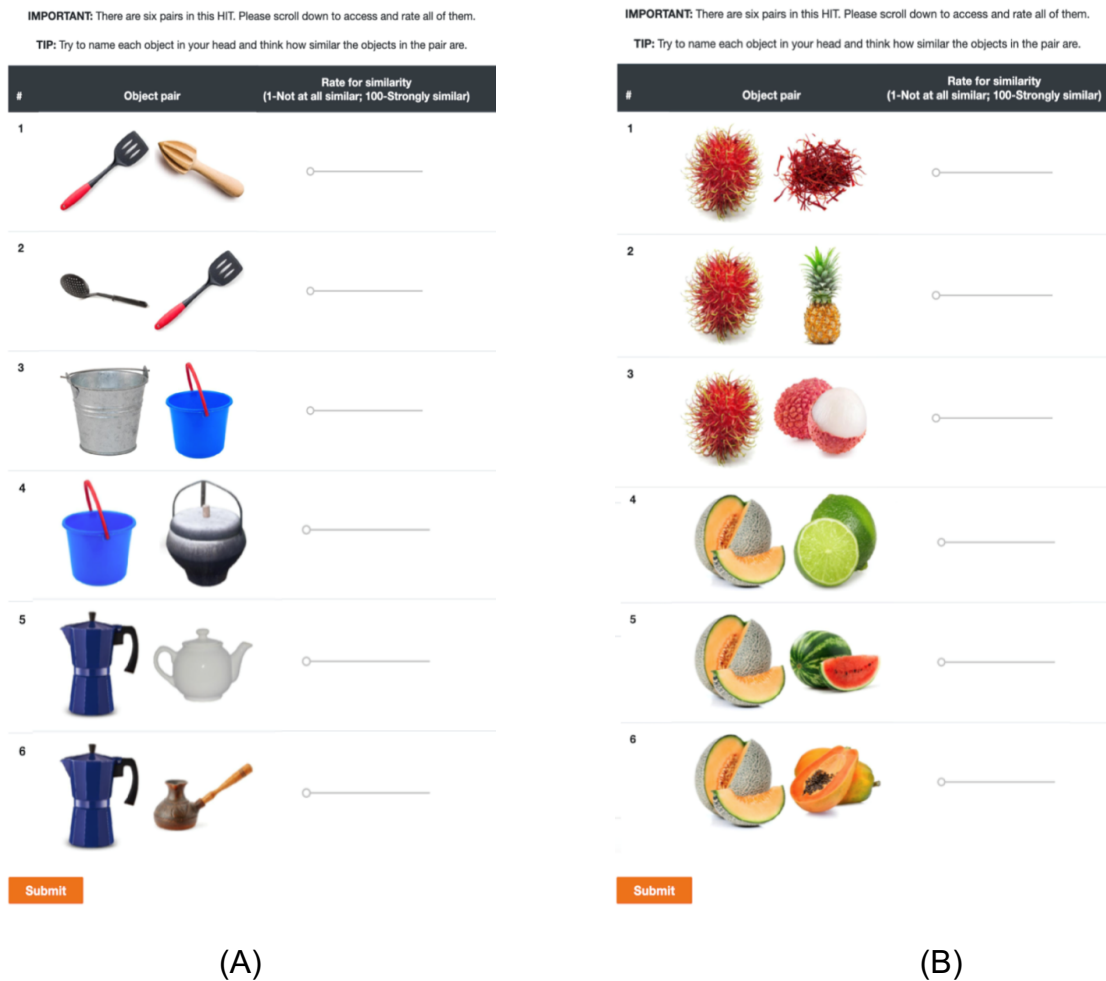 IMPORTANT: There are six pairs in this HIT. Please scroll down to access and rate all of them.
TIP: Try to name each object in your head and think how similar the objects in the pair are.
# Object pair Rate for similarity
(1-Not at all similar; 100-Strongly similar)
1
2
3
4
5
6
Submit
(A)
IMPORTANT: There are six pairs in this HIT. Please scroll down to access and rate all of them.
TIP: Try to name each object in your head and think how similar the objects in the pair are.
# Object pair Rate for similarity
(1-Not at all similar; 100-Strongly similar)
1
2
3
4
5
6
Submit
(B)